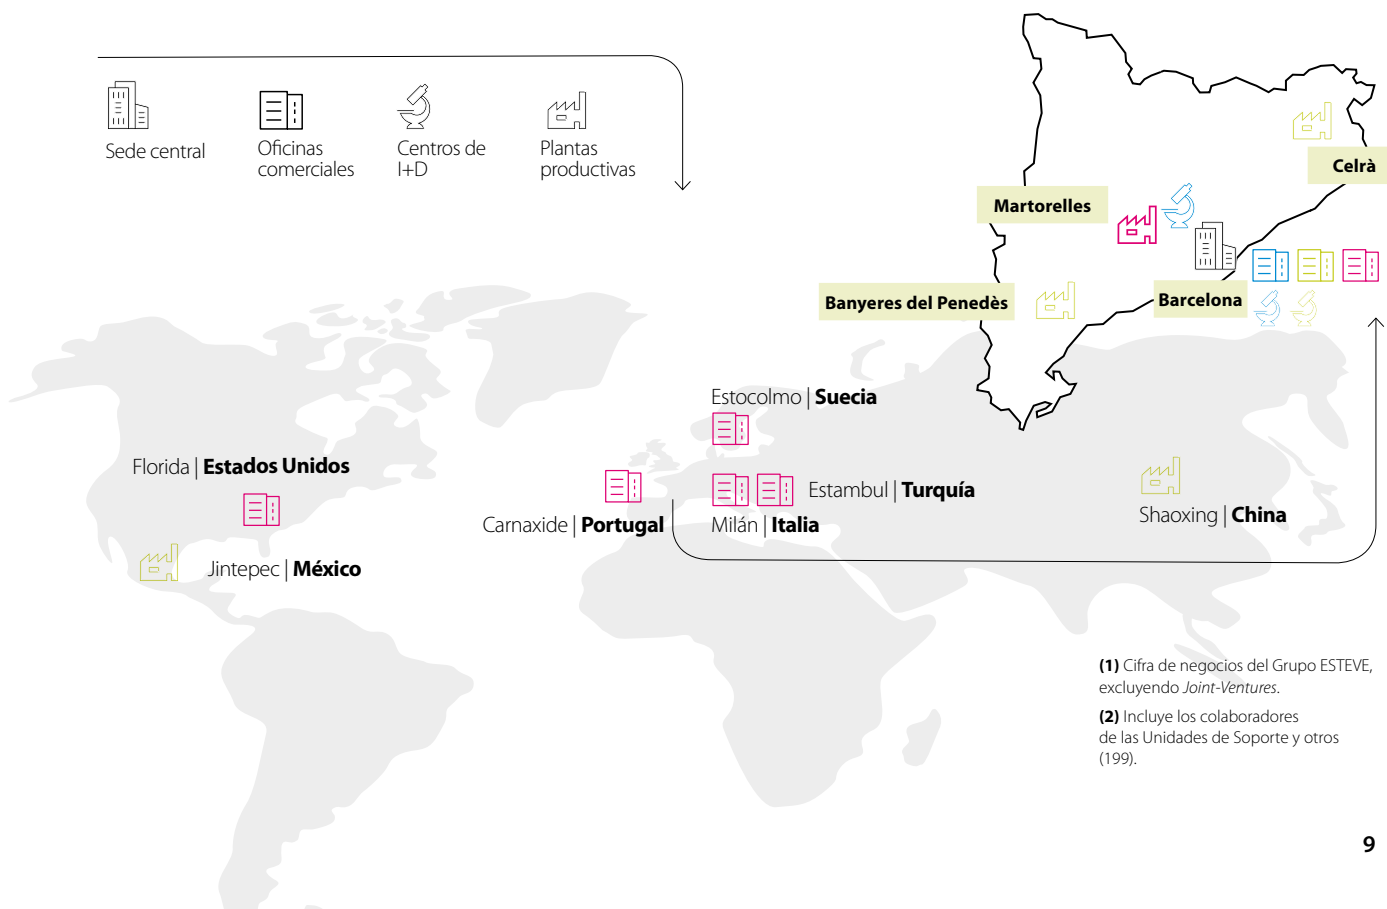 Sede central
Oficinas
comerciales
Centros de
I+D
Plantas
productivas
Celrà
Martorelles
Banyeres del Penedès
Barcelona
Estocolmo | Suecia
Florida | Estados Unidos
Estambul | Turquía
Carnaxide | Portugal
Milán | Italia
Shaoxing | China
Jintepec | México
(1) Cifra de negocios del Grupo ESTEVE,
excluyendo Joint-Ventures.
(2) Incluye los colaboradores
de las Unidades de Soporte y otros
(199).
9